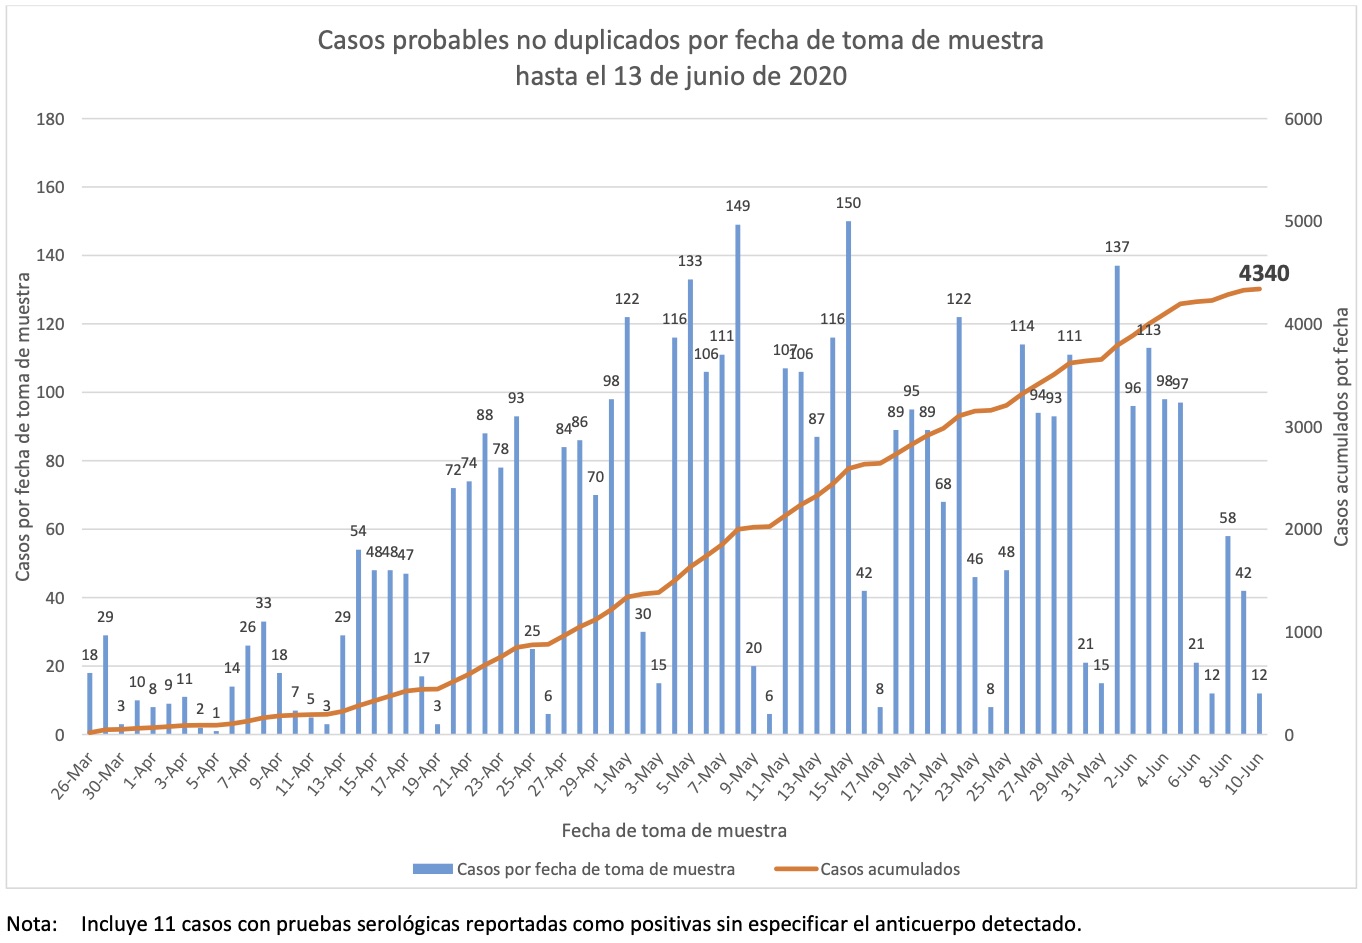 Casos probables no duplicados por fecha de toma de muestra
hasta el 13 de junio de 2020
180
160
140
120
100
80
60
40
20
0
Casos por fecha de toma de muestra
6000
5000
4000
3000
2000
1000
0
Casos acumulados pot fecha
18
29
3
10
8
9
11
2
1
14
26
33
18
7
5
3
29
54
48
48
47
17
3
72
74
88
78
93
25
6
84
86
70
98
122
30
15
116
133
106
111
149
20
6
107
106
87
116
150
42
8
89
95
89
68
122
46
8
48
114
94
93
111
21
15
137
96
113
98
97
21
12
58
42
12
4340
26-Mar
30-Mar
1-Apr
3-Apr
5-Apr
7-Apr
9-Apr
11-Apr
13-Apr
15-Apr
17-Apr
19-Apr
21-Apr
23-Apr
25-Apr
27-Apr
29-Apr
1-May
3-May
5-May
7-May
9-May
11-May
13-May
15-May
17-May
19-May
21-May
23-May
25-May
27-May
29-May
31-May
2-Jun
4-Jun
6-Jun
8-Jun
10-Jun
Fecha de toma de muestra
Casos por fecha de toma de muestra
Casos acumulados
Nota: Incluye 11 casos con pruebas serológicas reportadas como positivas sin especificar el anticuerpo detectado.